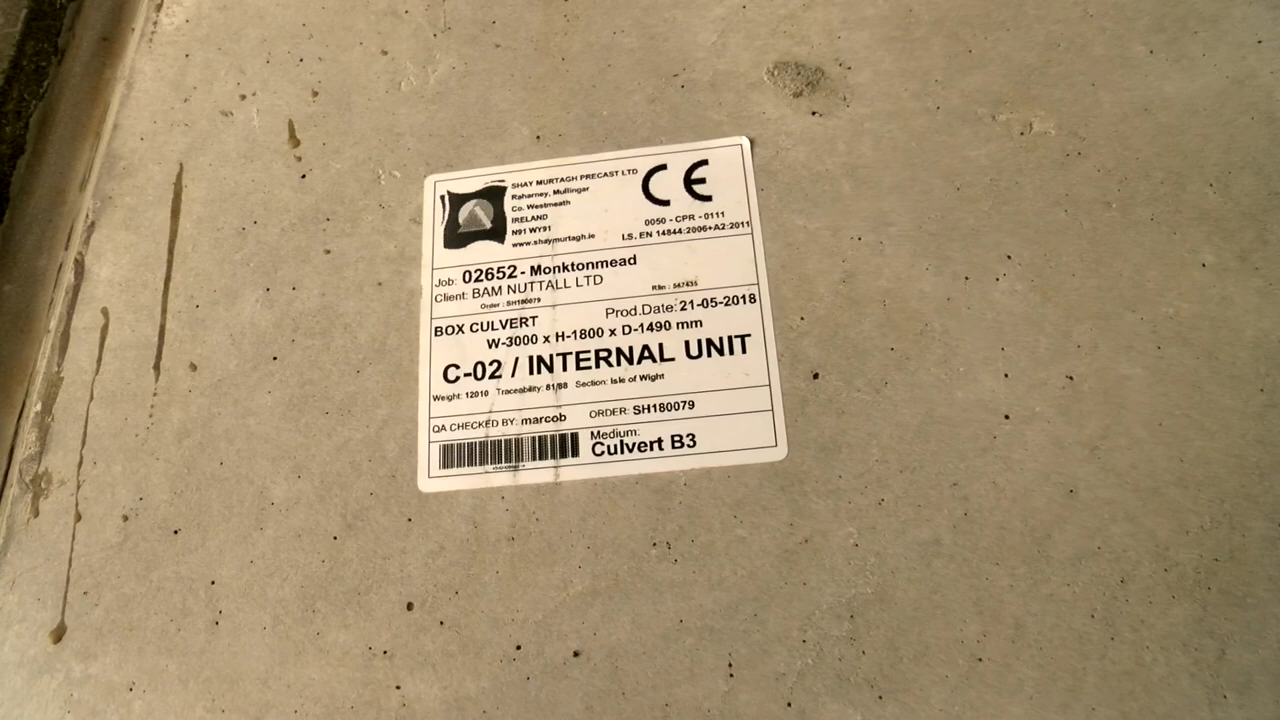 SHAY MURTAGH PRECAST LTD
Raharney, Mullingar
Co. Westmeath
IRELAND
N91 WY91
www.shaymurtagh.ie
CE
0050 - CPR - 0111
I.S. EN 14844:2006+A2:2011
Job: 02652 - Monktonmead
Client: BAM NUTTALL LTD
Order : SH180079
Rlin : 547435
BOX CULVERT
Prod.Date: 21-05-2018
W-3000 x H-1800 x D-1490 mm
C-02 / INTERNAL UNIT
Weight: 12010 Traceability: 81/88 Section: Isle of Wight
QA CHECKED BY: marcob ORDER: SH180079
Medium:
Culvert B3